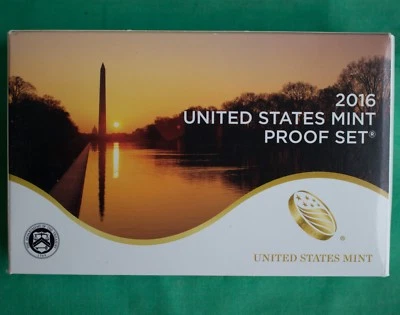 2016
UNITED STATES MINT
PROOF SET®
UNITED STATES MINT